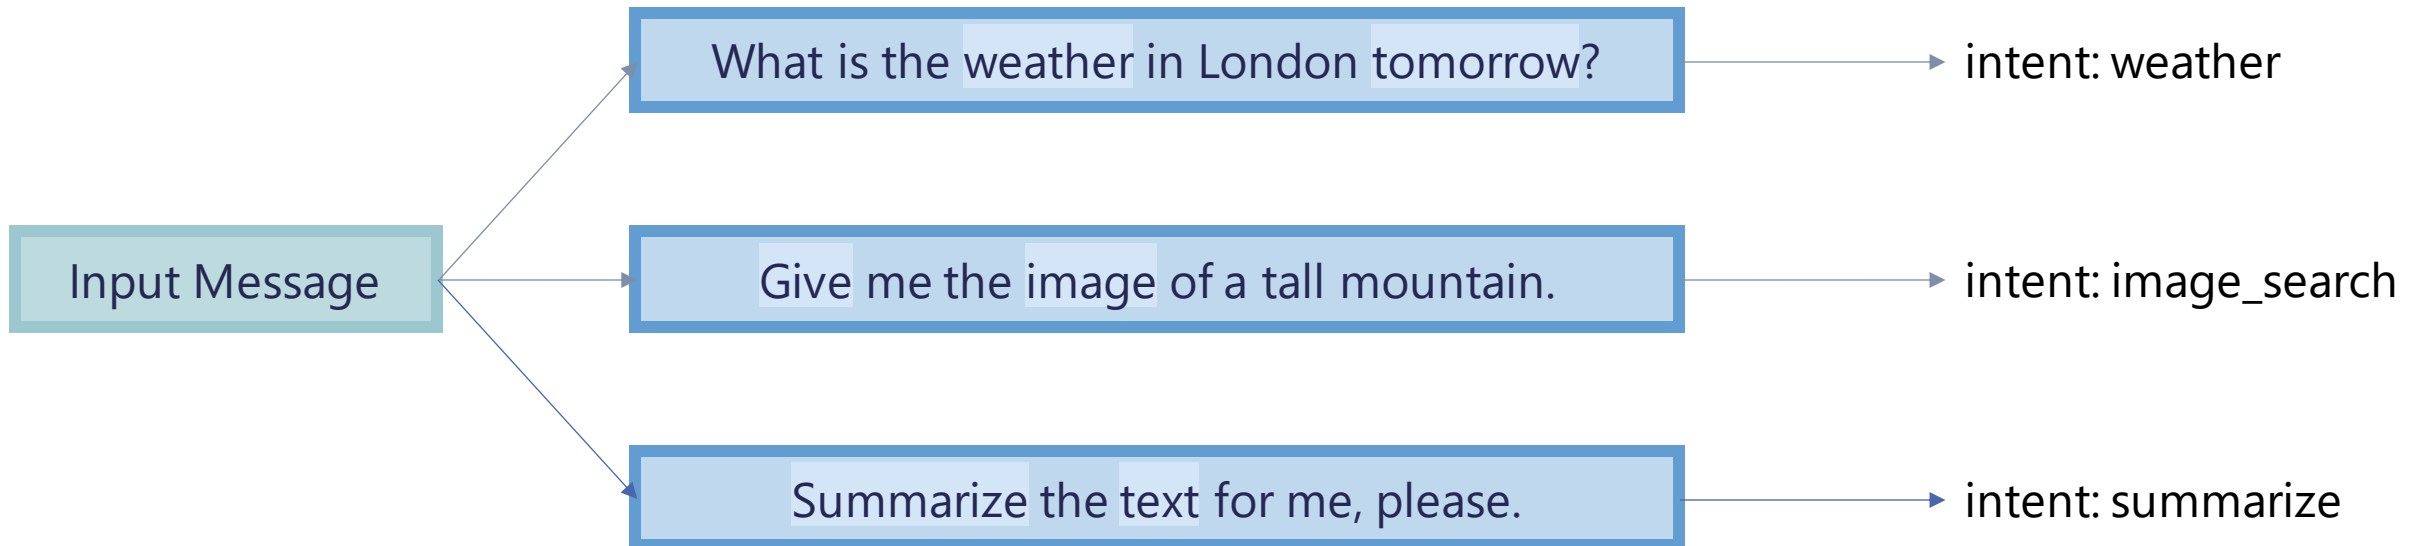 What is the weather in London tomorrow?
intent: weather
Input Message
Give me the image of a tall mountain.
intent: image_search
Summarize the text for me, please.
intent: summarize